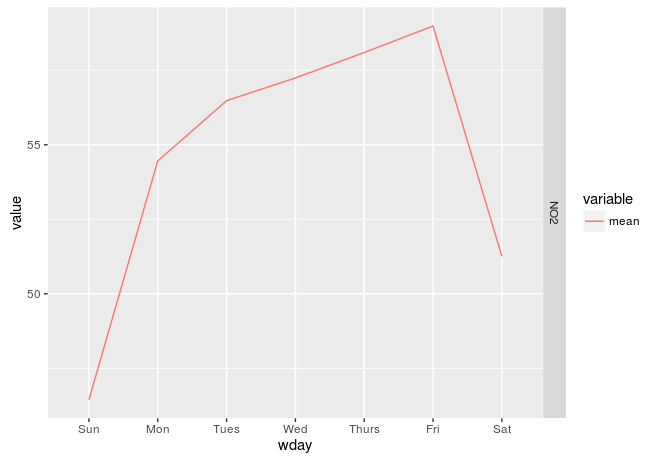 value
55
50
Sun Mon Tues Wed Thurs Fri Sat
wday
NO2
variable
mean